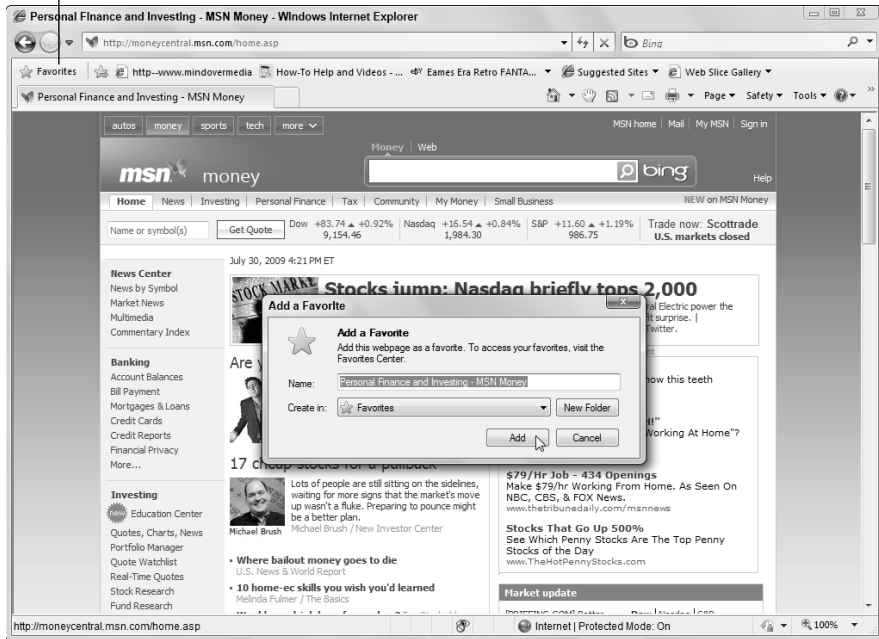 Personal Finance and Investing - MSN Money - Windows Internet Explorer
http://moneycentral.msn.com/home.asp
Bing
Favorites
http--www.mindovermedia
How-To Help and Videos - ...
Eames Era Retro FANTA...
Suggested Sites
Web Slice Gallery
Personal Finance and Investing - MSN Money
Page Safety Tools
autos money sports tech more
MSN home | Mail | My MSN | Sign in
Money | Web
msn money
bing
Help
Home | News | Investing | Personal Finance | Tax | Community | My Money | Small Business
NEW on MSN Money
Name or symbol(s)
Get Quote
Dow +83.74 ▲ +0.92%
9,154.46
Nasdaq +16.54 ▲ +0.84%
1,984.30
S&P +11.60 ▲ +1.19%
986.75
Trade now: Scottrade
U.S. markets closed
July 30, 2009 4:21 PM ET
News Center
News by Symbol
Market News
Multimedia
Commentary Index
Banking
Account Balances
Bill Payment
Mortgages & Loans
Credit Cards
Credit Reports
Financial Privacy
More...
Investing
new Education Center
Quotes, Charts, News
Portfolio Manager
Quote Watchlist
Real-Time Quotes
Stock Research
Fund Research
STOCK MARKE
Stocks jump: Nasdaq briefly tops 2,000
ral Electric power the
fit surprise. |
Twitter.
Are y
Add a Favorite
Add a Favorite
Add this webpage as a favorite. To access your favorites, visit the
Favorites Center.
Name: Personal Finance and Investing - MSN Money
Create in: Favorites
New Folder
Add
Cancel
now this teeth
Working At Home"?
17 cheap stocks for a pullback
Lots of people are still sitting on the sidelines,
waiting for more signs that the market's move
up wasn't a fluke. Preparing to pounce might
be a better plan.
Michael Brush
Michael Brush / New Investor Center
$79/Hr Job - 434 Openings
Make $79/hr Working From Home. As Seen On
NBC, CBS, & FOX News.
www.thetribunedaily.com/msnnews
Stocks That Go Up 500%
See Which Penny Stocks Are The Top Penny
Stocks of the Day
www.TheHotPennyStocks.com
• Where bailout money goes to die
U.S. News & World Report
• 10 home-ec skills you wish you'd learned
Melinda Fulmer / The Basics
Market update
http://moneycentral.msn.com/home.asp
Internet | Protected Mode: On
100%